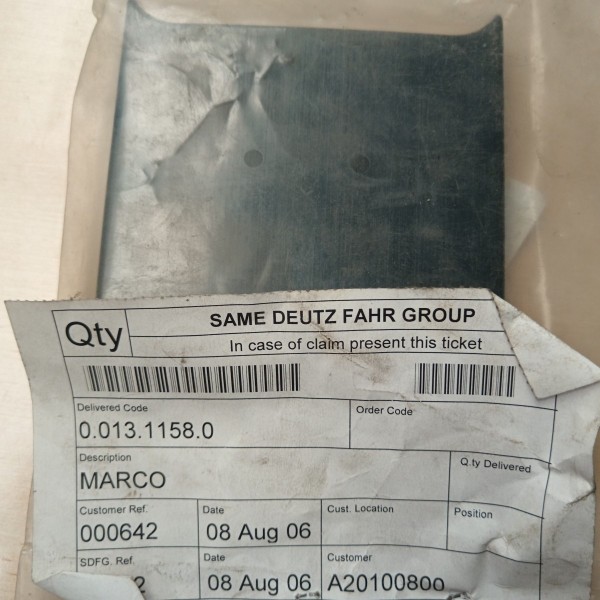 Qty
SAME DEUTZ FAHR GROUP
In case of claim present this ticket
Delivered Code
0.013.1158.0
Order Code
Description
MARCO
Q.ty Delivered
Customer Ref.
000642
Date
08 Aug 06
Cust. Location
Position
SDFG. Ref.
2
Date
08 Aug 06
Customer
A2010080